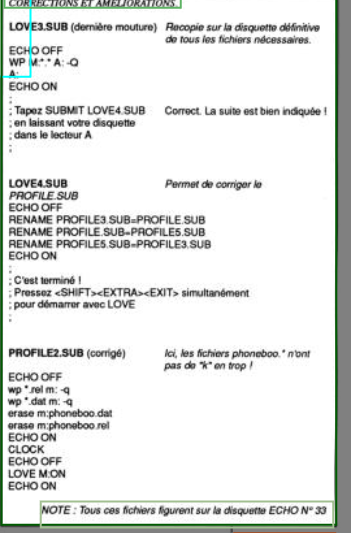 CORRECTIONS ET AMELIORATIONS.
LOVE3.SUB (dernière mouture) Recopie sur la disquette définitive
de tous les fichiers nécessaires.
ECHO OFF
WP M:*.* A: -Q
A:
ECHO ON
;
; Tapez SUBMIT LOVE4.SUB Correct. La suite est bien indiquée !
; en laissant votre disquette
; dans le lecteur A
;
LOVE4.SUB Permet de corriger le
PROFILE.SUB
ECHO OFF
RENAME PROFILE3.SUB=PROFILE.SUB
RENAME PROFILE.SUB=PROFILE5.SUB
RENAME PROFILE5.SUB=PROFILE3.SUB
ECHO ON
;
; C'est terminé !
; Pressez <SHIFT><EXTRA><EXIT> simultanément
; pour démarrer avec LOVE
;
PROFILE2.SUB (corrigé) Ici, les fichiers phoneboo.* n'ont
pas de "k" en trop !
ECHO OFF
wp *.rel m: -q
wp *.dat m: -q
erase m:phoneboo.dat
erase m:phoneboo.rel
ECHO ON
CLOCK
ECHO OFF
LOVE M:ON
ECHO ON
NOTE : Tous ces fichiers figurent sur la disquette ECHO N° 33